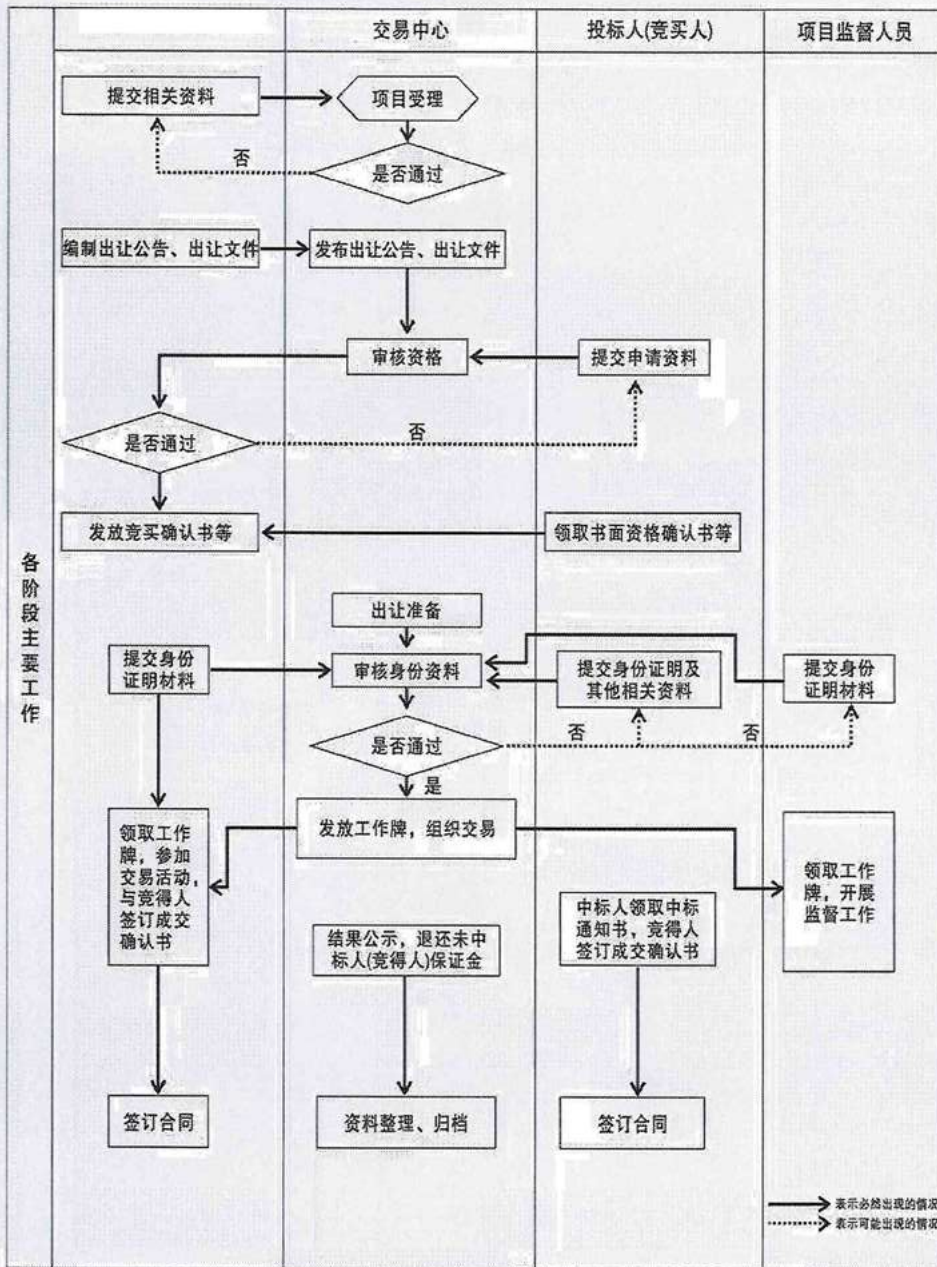 交易中心
投标人(竞买人)
项目监督人员
各阶段主要工作
提交相关资料
项目受理
否
是否通过
编制出让公告、出让文件
发布出让公告、出让文件
审核资格
提交申请资料
是否通过
否
发放竞买确认书等
领取书面资格确认书等
出让准备
提交身份
证明材料
审核身份资料
提交身份证明及
其他相关资料
提交身份
证明材料
是否通过
否
否
是
领取工作
牌，参加
交易活动，
与竞得人
签订成交
确认书
发放工作牌，组织交易
领取工作
牌，开展
监督工作
结果公示，退还未中
标人(竞得人)保证金
中标人领取中标
通知书，竞得人
签订成交确认书
签订合同
资料整理、归档
签订合同
表示必然出现的情况
表示可能出现的情况